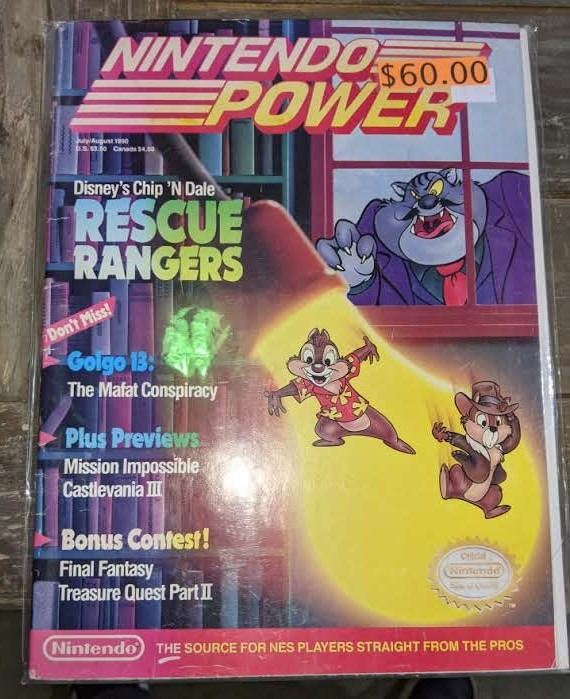 NINTENDO
$60.00
POWER
July/August 1990
U.S. $3.50 Canada $4.50
Disney's Chip 'N Dale
RESCUE
RANGERS
Don't Miss!
Golgo 13:
The Mafat Conspiracy
Plus Previews
Mission Impossible
Castlevania III
Bonus Contest!
Final Fantasy
Treasure Quest Part II
Official
Nintendo
Seal of Quality
Nintendo
THE SOURCE FOR NES PLAYERS STRAIGHT FROM THE PROS